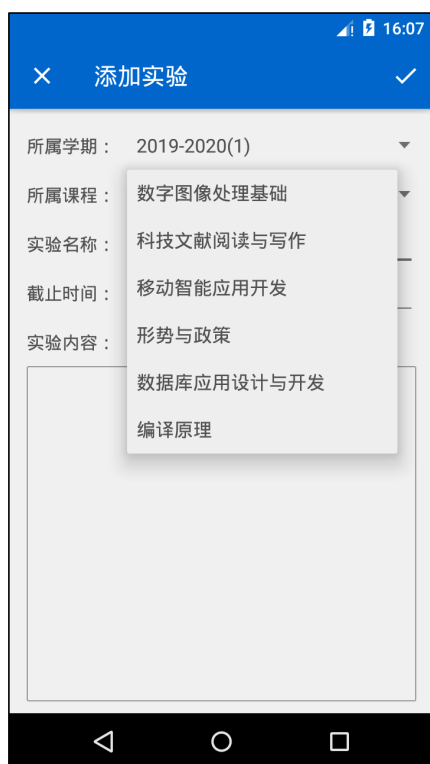 16:07
添加实验
所属学期： 2019-2020(1)
所属课程： 数字图像处理基础
实验名称： 科技文献阅读与写作
截止时间： 移动智能应用开发
实验内容： 形势与政策
数据库应用设计与开发
编译原理